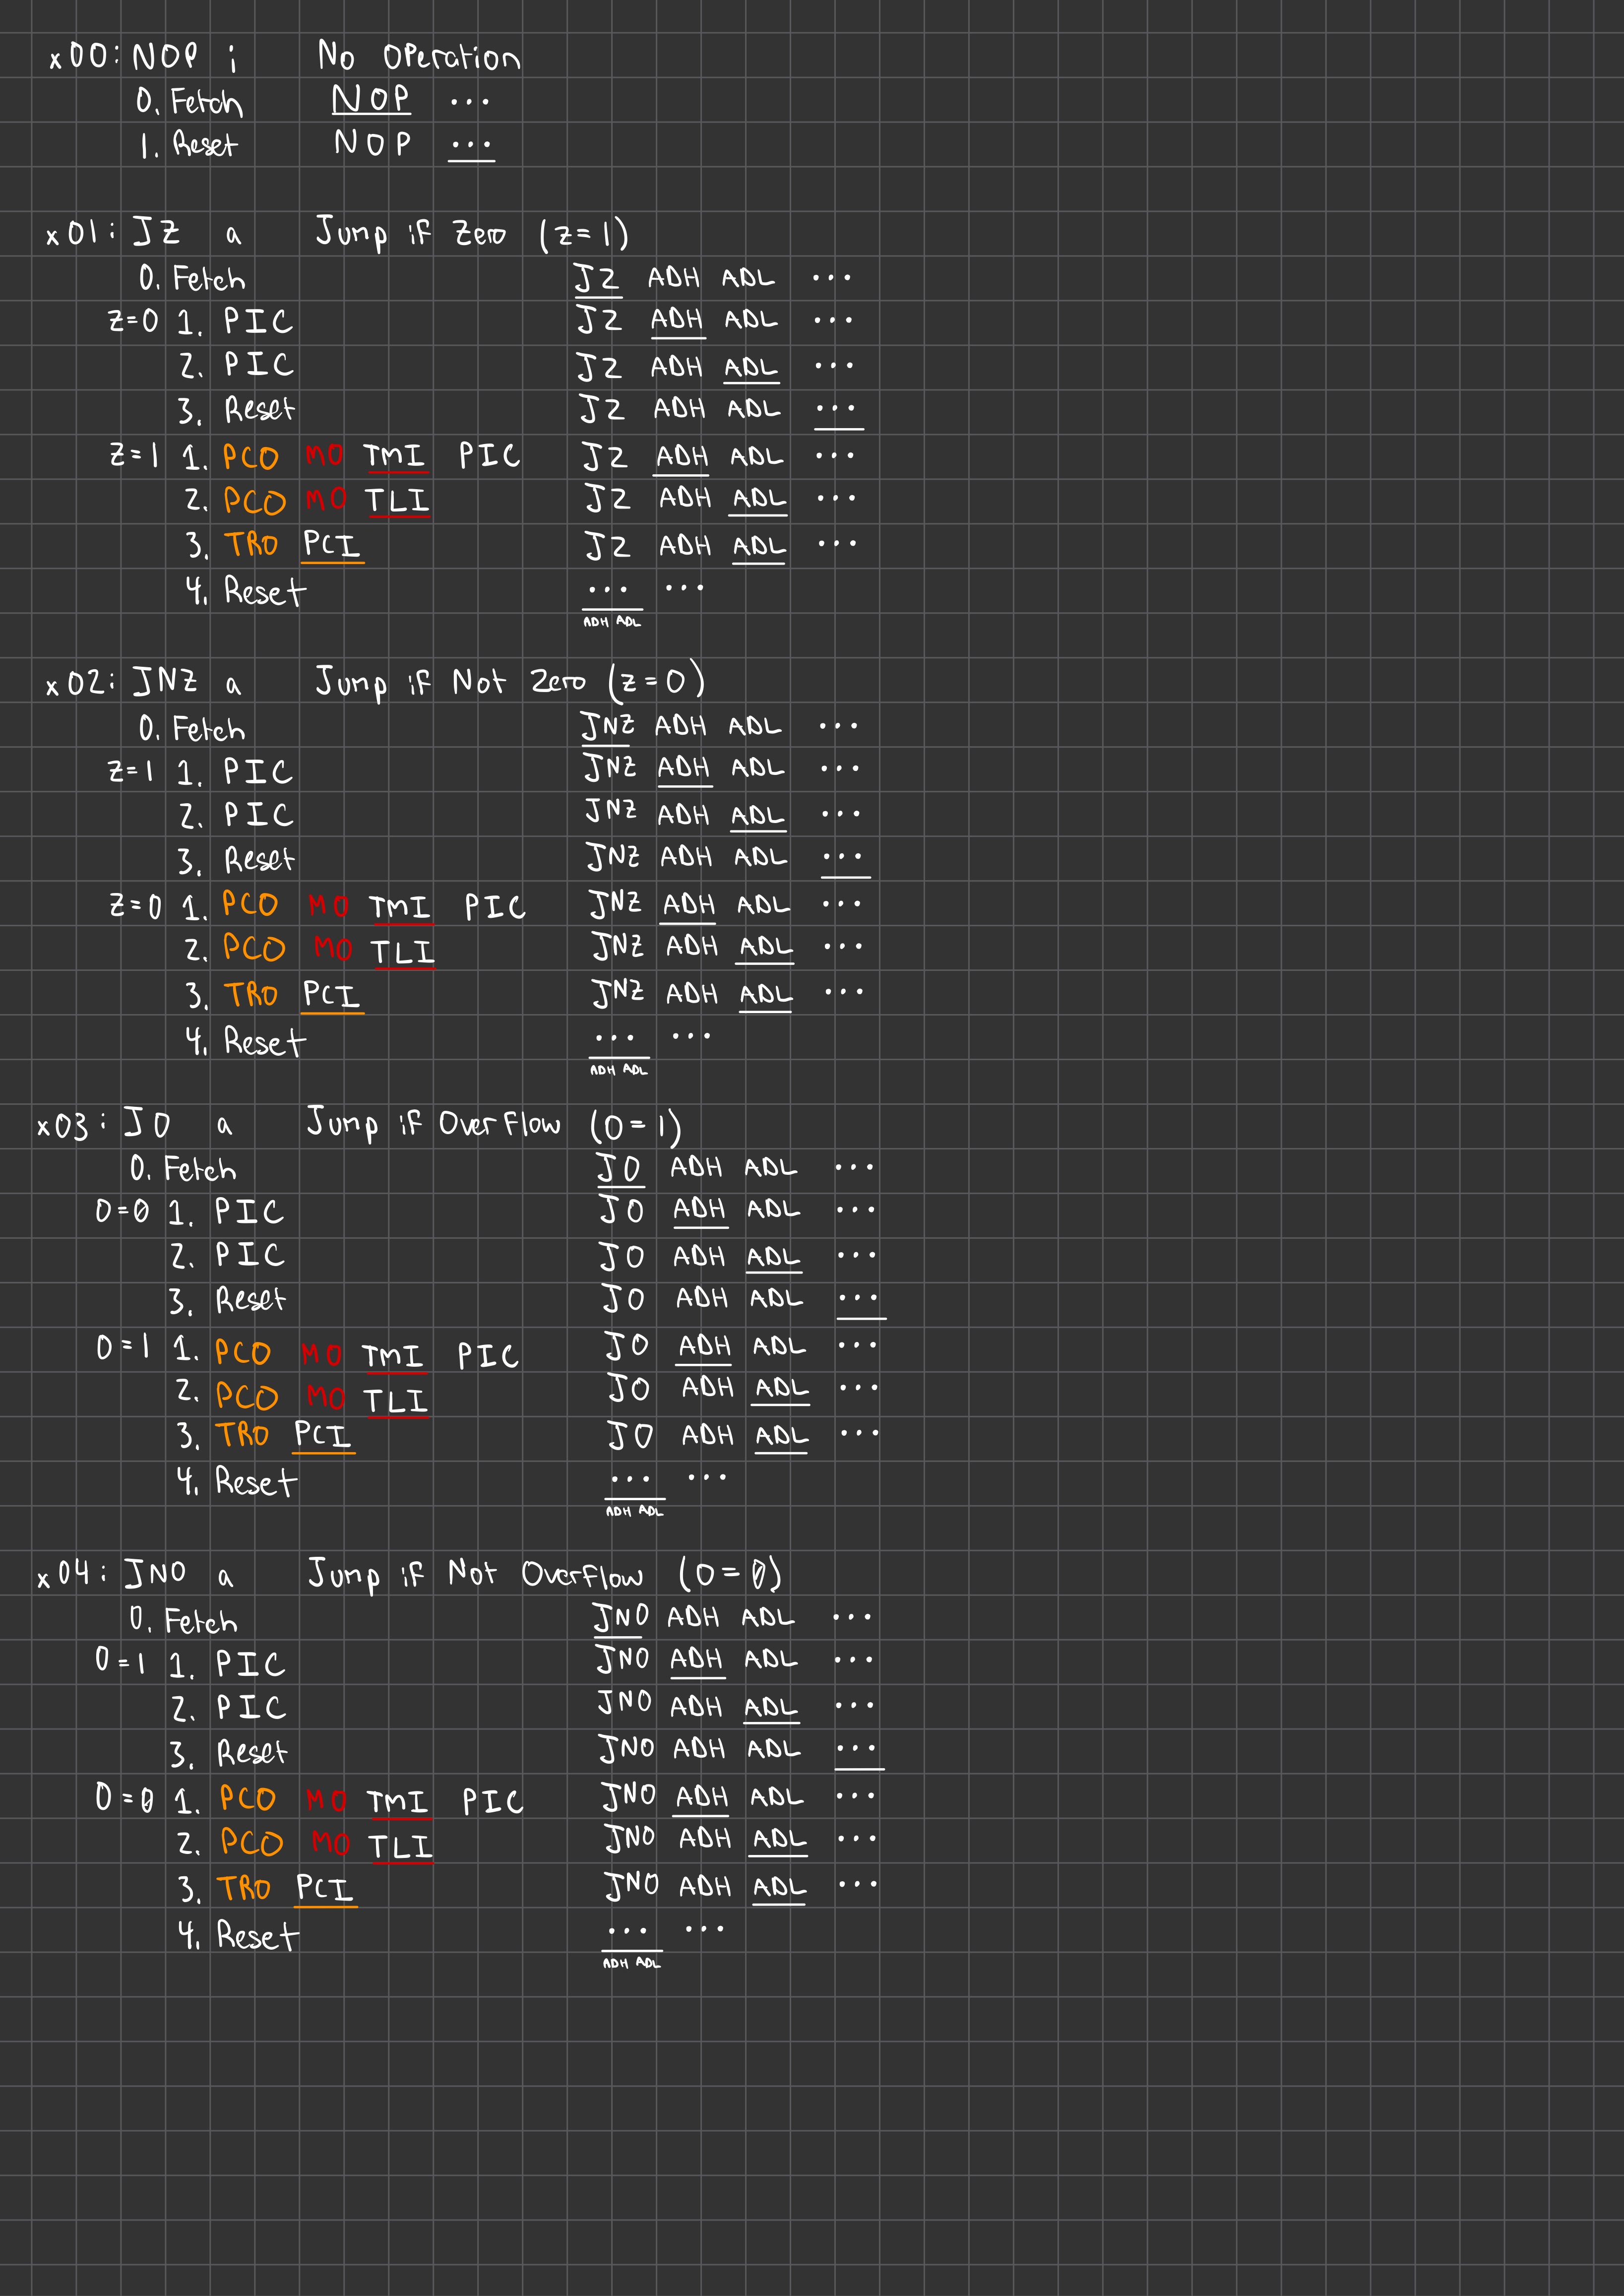 x00: NOP i No Operation
0. Fetch NOP ...
1. Reset NOP ...
x01: JZ a Jump if Zero (z=1)
0. Fetch JZ ADH ADL ...
z=0 1. PIC JZ ADH ADL ...
2. PIC JZ ADH ADL ...
3. Reset JZ ADH ADL ...
z=1 1. PCO MO TMI PIC JZ ADH ADL ...
2. PCO MO TLI JZ ADH ADL ...
3. TRO PCI JZ ADH ADL ...
4. Reset ... ...
ADH ADL
x02: JNZ a Jump if Not Zero (z=0)
0. Fetch JNZ ADH ADL ...
z=1 1. PIC JNZ ADH ADL ...
2. PIC JNZ ADH ADL ...
3. Reset JNZ ADH ADL ...
z=0 1. PCO MO TMI PIC JNZ ADH ADL ...
2. PCO MO TLI JNZ ADH ADL ...
3. TRO PCI JNZ ADH ADL ...
4. Reset ... ...
ADH ADL
x03: JO a Jump if Overflow (O=1)
0. Fetch JO ADH ADL ...
O=0 1. PIC JO ADH ADL ...
2. PIC JO ADH ADL ...
3. Reset JO ADH ADL ...
O=1 1. PCO MO TMI PIC JO ADH ADL ...
2. PCO MO TLI JO ADH ADL ...
3. TRO PCI JO ADH ADL ...
4. Reset ... ...
ADH ADL
x04: JNO a Jump if Not Overflow (O=0)
0. Fetch JNO ADH ADL ...
O=1 1. PIC JNO ADH ADL ...
2. PIC JNO ADH ADL ...
3. Reset JNO ADH ADL ...
O=0 1. PCO MO TMI PIC JNO ADH ADL ...
2. PCO MO TLI JNO ADH ADL ...
3. TRO PCI JNO ADH ADL ...
4. Reset ... ...
ADH ADL